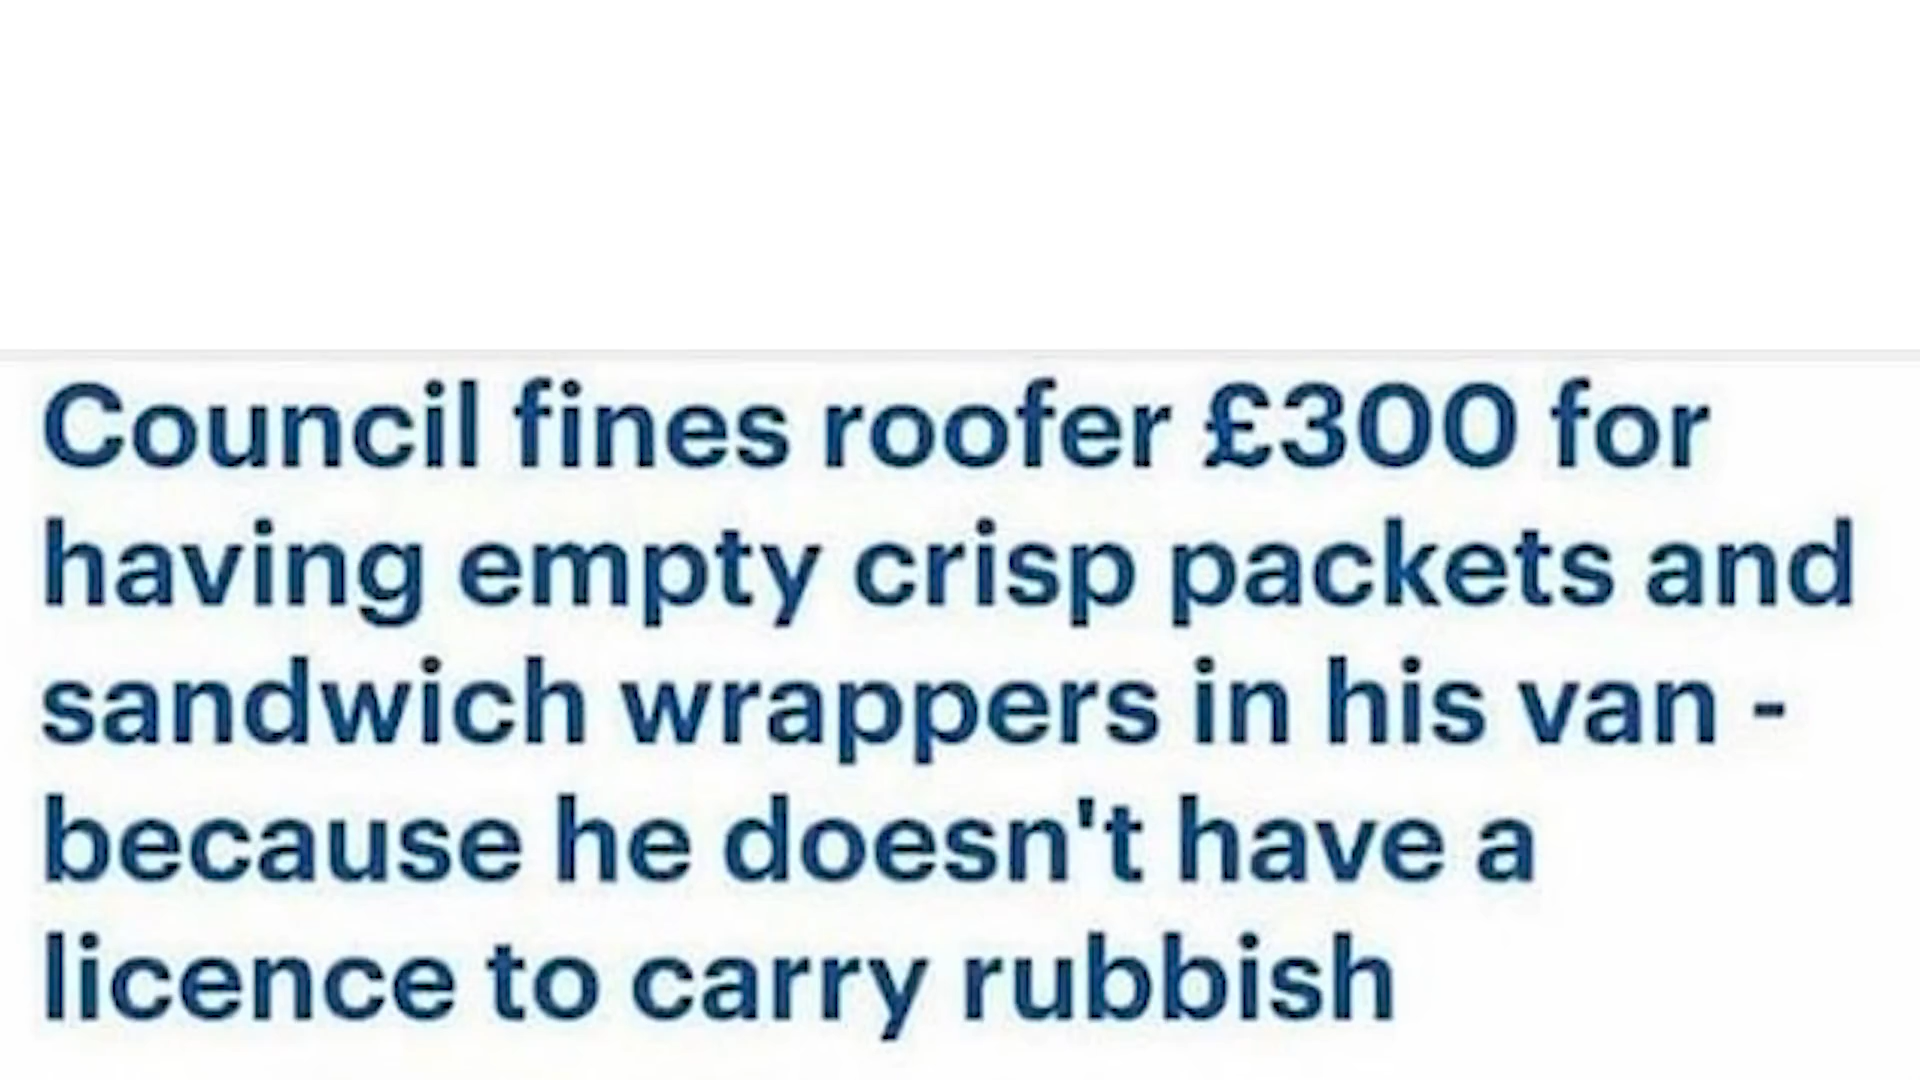 Council fines roofer £300 for
having empty crisp packets and
sandwich wrappers in his van -
because he doesn't have a
licence to carry rubbish